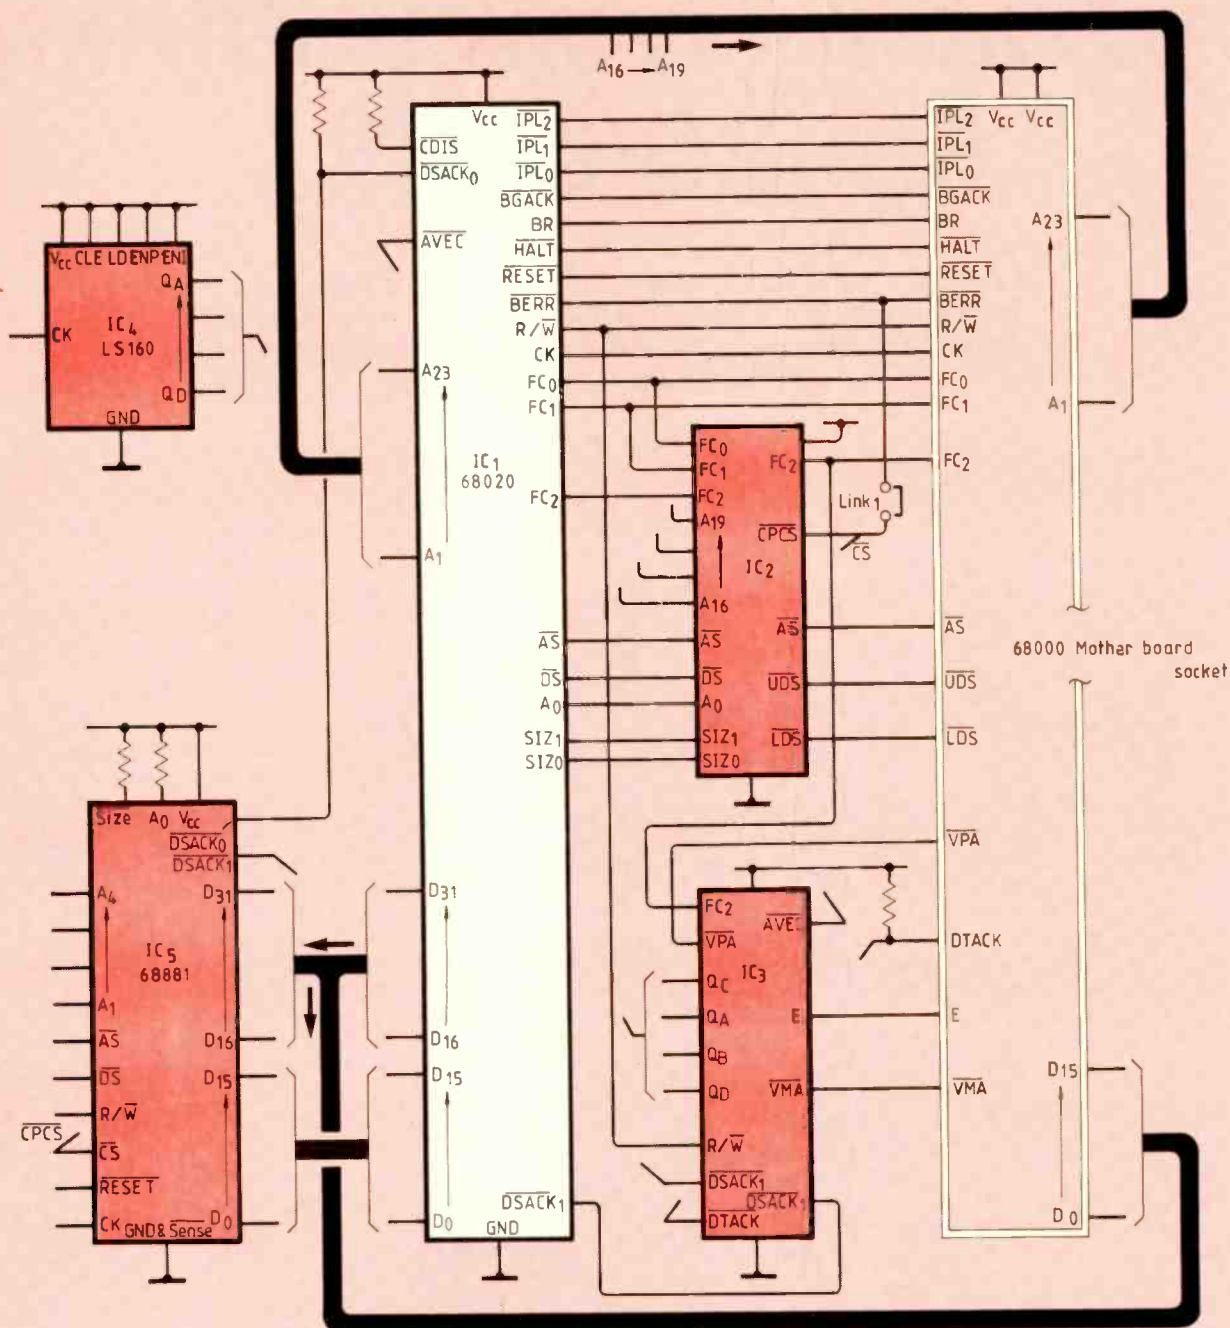 A16 → A19
VCC
CDIS
DSACK0
AVEC
A23
IC1
68020
A1
D31
D16
D15
D0
GND
IPL2
IPL1
IPL0
BGACK
BR
HALT
RESET
BERR
R/W
CK
FC0
FC1
FC2
AS
DS
A0
SIZ1
SIZ0
DSACK1
VCC CLE LD ENP ENI
QA
IC4
LS160
CK
QD
GND
FC0
FC1
FC2
A19
IC2
A16
AS
DS
A0
SIZ1
SIZ0
FC2
CPCS
CS
Link 1
AS
UDS
LDS
IPL2
VCC VCC
IPL1
IPL0
BGACK
BR
HALT
RESET
BERR
R/W
CK
FC0
FC1
FC2
A23
A1
AS
68000 Mother board
socket
UDS
LDS
VPA
DTACK
E
VMA
D15
D0
Size A0 VCC
DSACK0
DSACK1
A4
D31
IC5
68881
A1
D16
AS
D15
DS
R/W
CPCS
CS
RESET
CK
D0
GND & Sense
FC2
AVEC
VPA
IC3
QC
QA
E
QB
QD
VMA
R/W
DSACK1
DSACK1
DTACK